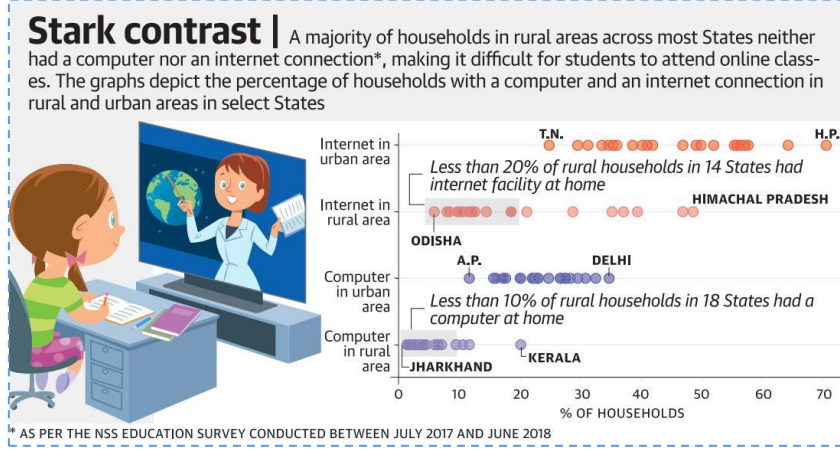 Stark contrast | A majority of households in rural areas across most States neither
had a computer nor an internet connection*, making it difficult for students to attend online class-
es. The graphs depict the percentage of households with a computer and an internet connection in
rural and urban areas in select States
T.N.
H.P.
Internet in
urban area
Less than 20% of rural households in 14 States had
internet facility at home
HIMACHAL PRADESH
Internet in
rural area
ODISHA
A.P.
DELHI
Computer
in urban
area
Less than 10% of rural households in 18 States had a
computer at home
Computer
in rural
area
JHARKHAND
KERALA
0 10 20 30 40 50 60 70
% OF HOUSEHOLDS
* AS PER THE NSS EDUCATION SURVEY CONDUCTED BETWEEN JULY 2017 AND JUNE 2018